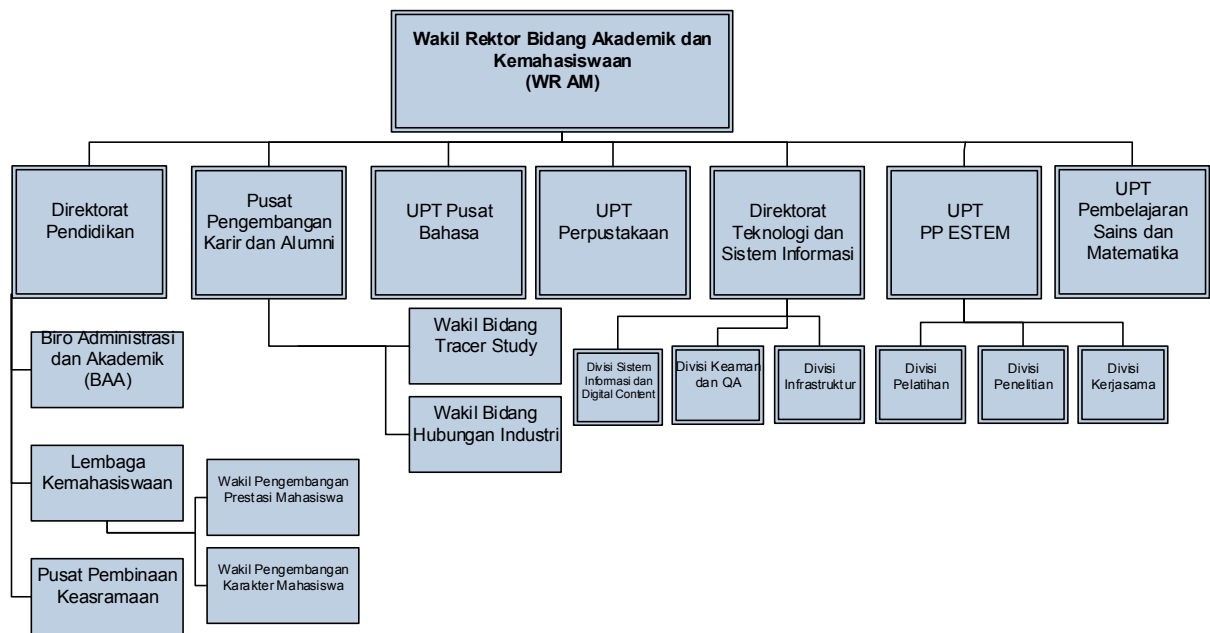 Wakil Rektor Bidang Akademik dan
Kemahasiswaan
(WR AM)
Direktorat
Pendidikan
Pusat
Pengembangan
Karir dan Alumni
UPT Pusat
Bahasa
UPT
Perpustakaan
Direktorat
Teknologi dan
Sistem Informasi
UPT
PP ESTEM
UPT
Pembelajaran
Sains dan
Matematika
Biro Administrasi
dan Akademik
(BAA)
Lembaga
Kemahasiswaan
Wakil Pengembangan
Prestasi Mahasiswa
Wakil Pengembangan
Karakter Mahasiswa
Pusat Pembinaan
Keasramaan
Wakil Bidang
Tracer Study
Wakil Bidang
Hubungan Industri
Divisi Sistem
Informasi dan
Digital Content
Divisi Keaman
dan QA
Divisi
Infrastruktur
Divisi
Pelatihan
Divisi
Penelitian
Divisi
Kerjasama